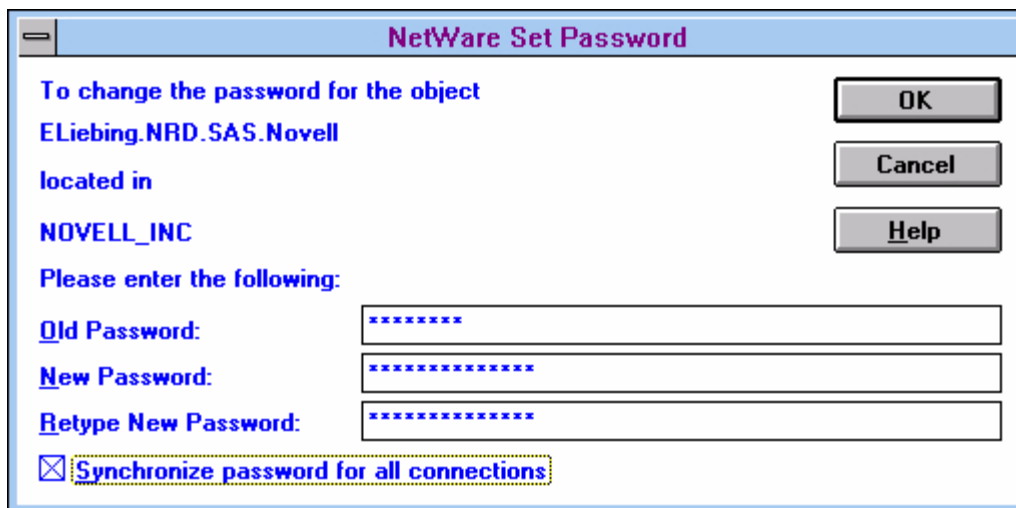 NetWare Set Password
To change the password for the object
OK
ELiebing.NRD.SAS.Novell
Cancel
located in
NOVELL_INC
Help
Please enter the following:
Old Password: ********
New Password: **************
Retype New Password: **************
Synchronize password for all connections